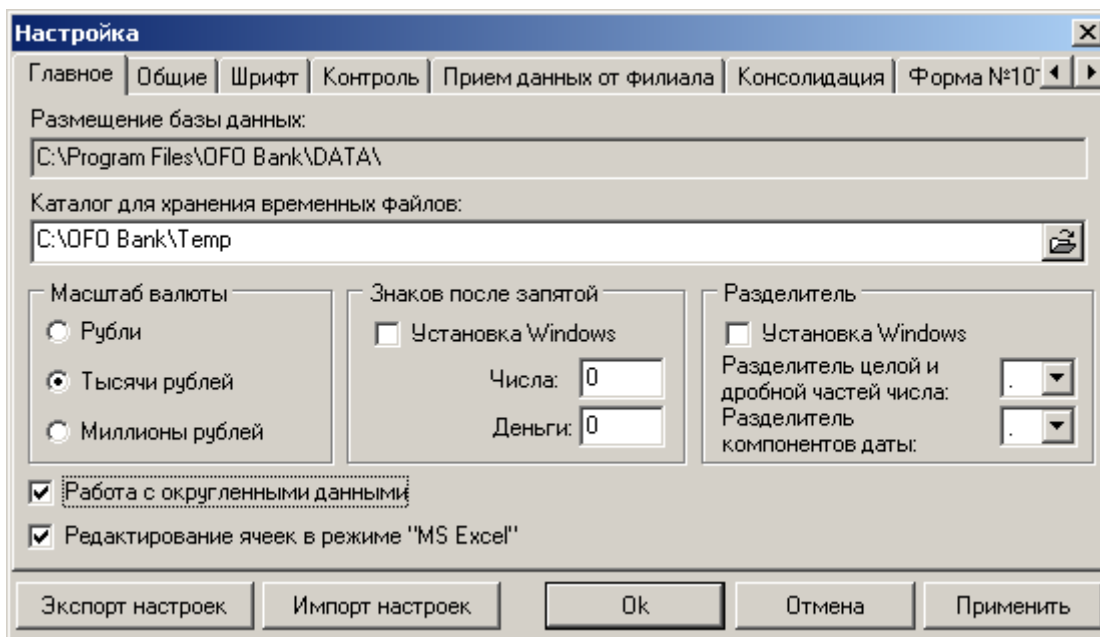 Настройка
Главное Общие Шрифт Контроль Прием данных от филиала Консолидация Форма №10
Размещение базы данных:
C:\Program Files\OFO Bank\DATA\
Каталог для хранения временных файлов:
C:\OFO Bank\Temp
Масштаб валюты
Рубли
Тысячи рублей
Миллионы рублей
Знаков после запятой
Установка Windows
Числа: 0
Деньги: 0
Разделитель
Установка Windows
Разделитель целой и
дробной частей числа: .
Разделитель
компонентов даты: .
Работа с округленными данными
Редактирование ячеек в режиме "MS Excel"
Экспорт настроек Импорт настроек Ok Отмена Применить